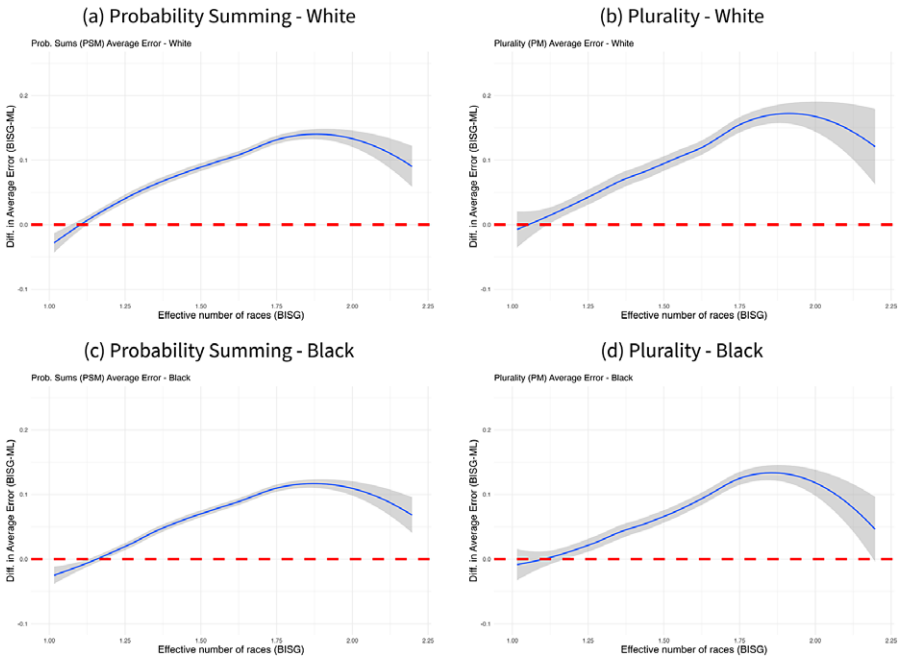 (a) Probability Summing - White
Prob. Sums (PSM) Average Error - White
Diff. in Average Error (BISG-ML)
0.2
0.1
0.0
-0.1
1.00 1.25 1.50 1.75 2.00 2.25
Effective number of races (BISG)
(b) Plurality - White
Plurality (PM) Average Error - White
Diff. in Average Error (BISG-ML)
0.2
0.1
0.0
-0.1
1.00 1.25 1.50 1.75 2.00 2.25
Effective number of races (BISG)
(c) Probability Summing - Black
Prob. Sums (PSM) Average Error - Black
Diff. in Average Error (BISG-ML)
0.2
0.1
0.0
-0.1
1.00 1.25 1.50 1.75 2.00 2.25
Effective number of races (BISG)
(d) Plurality - Black
Plurality (PM) Average Error - Black
Diff. in Average Error (BISG-ML)
0.2
0.1
0.0
-0.1
1.00 1.25 1.50 1.75 2.00 2.25
Effective number of races (BISG)